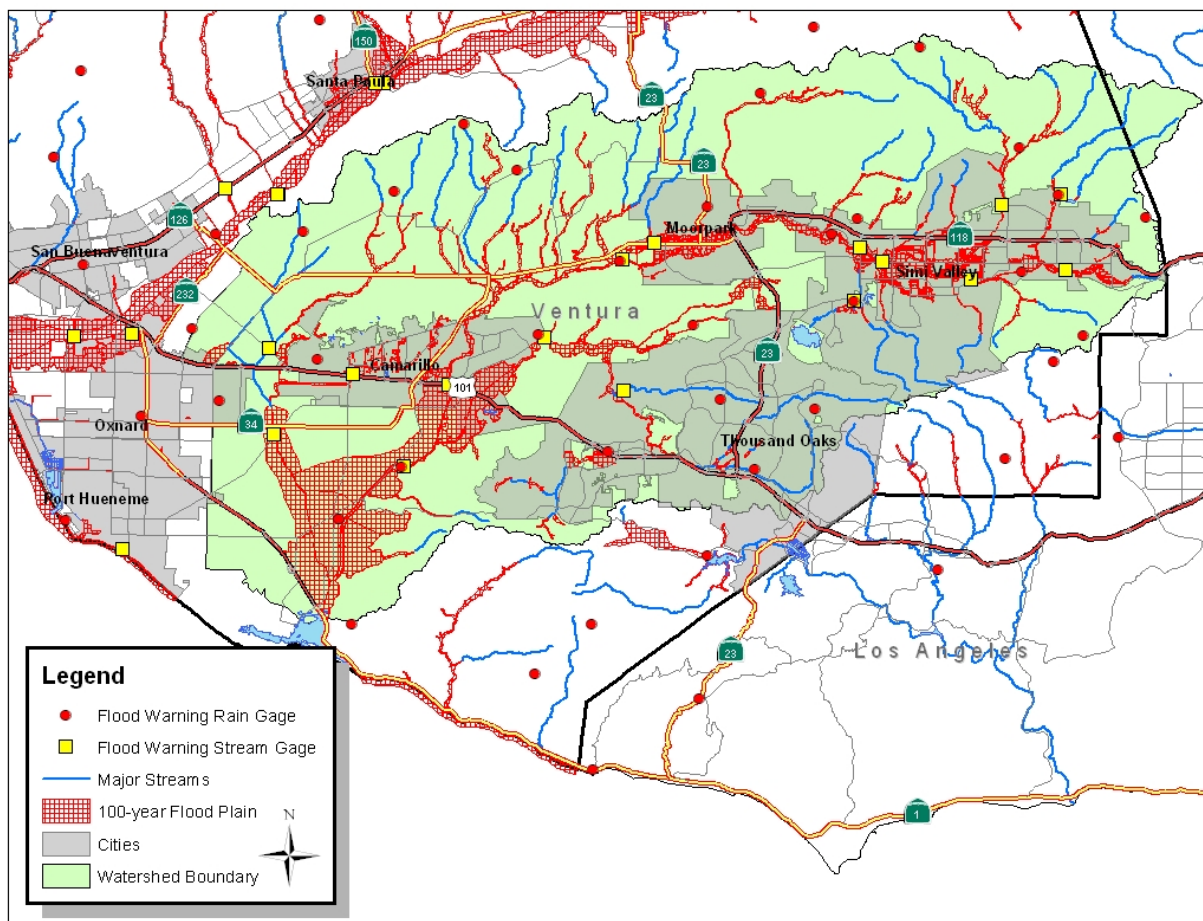 150
Santa Paula
23
23
126
Moorpark
San Buenaventura
118
Simi Valley
232
Ventura
23
Camarillo
101
Oxnard
34
Thousand Oaks
Port Hueneme
23
Los Angeles
Legend
Flood Warning Rain Gage
Flood Warning Stream Gage
Major Streams
100-year Flood Plain
N
Cities
Watershed Boundary
1